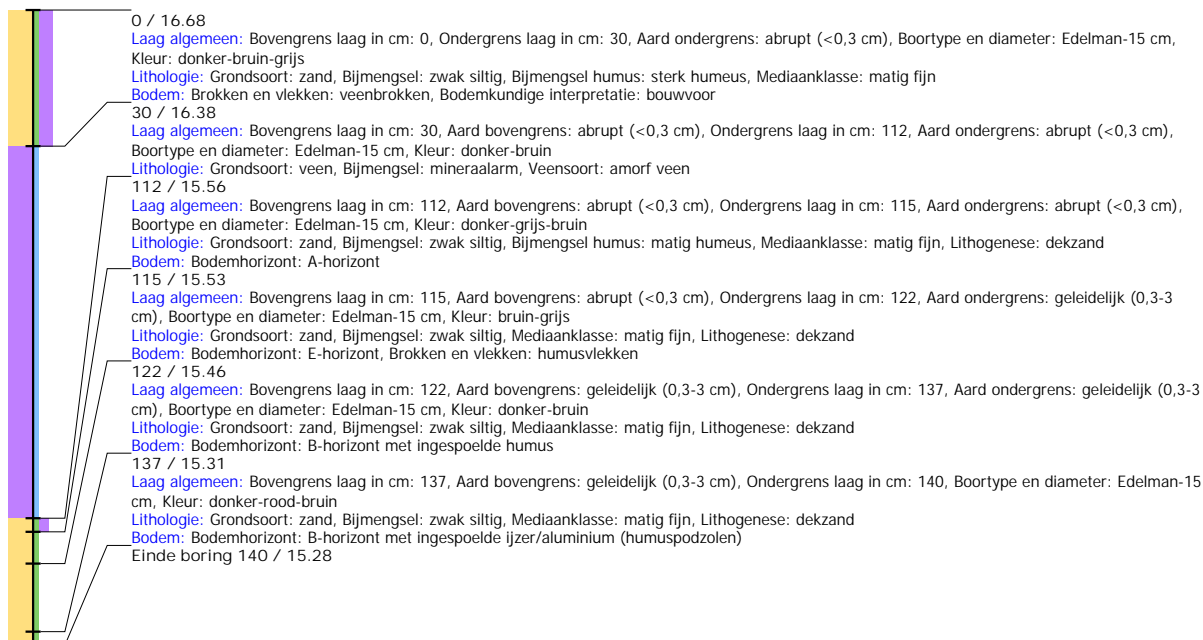 0 / 16.68
Laag algemeen: Bovengrens laag in cm: 0, Ondergrens laag in cm: 30, Aard ondergrens: abrupt (<0,3 cm), Boortype en diameter: Edelman-15 cm,
Kleur: donker-bruin-grijs
Lithologie: Grondsoort: zand, Bijmengsel: zwak siltig, Bijmengsel humus: sterk humeus, Mediaanklasse: matig fijn
Bodem: Brokken en vlekken: veenbrokken, Bodemkundige interpretatie: bouwvoor
30 / 16.38
Laag algemeen: Bovengrens laag in cm: 30, Aard bovengrens: abrupt (<0,3 cm), Ondergrens laag in cm: 112, Aard ondergrens: abrupt (<0,3 cm),
Boortype en diameter: Edelman-15 cm, Kleur: donker-bruin
Lithologie: Grondsoort: veen, Bijmengsel: mineraalarm, Veensoort: amorf veen
112 / 15.56
Laag algemeen: Bovengrens laag in cm: 112, Aard bovengrens: abrupt (<0,3 cm), Ondergrens laag in cm: 115, Aard ondergrens: abrupt (<0,3 cm),
Boortype en diameter: Edelman-15 cm, Kleur: donker-grijs-bruin
Lithologie: Grondsoort: zand, Bijmengsel: zwak siltig, Bijmengsel humus: matig humeus, Mediaanklasse: matig fijn, Lithogenese: dekzand
Bodem: Bodemhorizont: A-horizont
115 / 15.53
Laag algemeen: Bovengrens laag in cm: 115, Aard bovengrens: abrupt (<0,3 cm), Ondergrens laag in cm: 122, Aard ondergrens: geleidelijk (0,3-3
cm), Boortype en diameter: Edelman-15 cm, Kleur: bruin-grijs
Lithologie: Grondsoort: zand, Bijmengsel: zwak siltig, Mediaanklasse: matig fijn, Lithogenese: dekzand
Bodem: Bodemhorizont: E-horizont, Brokken en vlekken: humusvlekken
122 / 15.46
Laag algemeen: Bovengrens laag in cm: 122, Aard bovengrens: geleidelijk (0,3-3 cm), Ondergrens laag in cm: 137, Aard ondergrens: geleidelijk (0,3-3
cm), Boortype en diameter: Edelman-15 cm, Kleur: donker-bruin
Lithologie: Grondsoort: zand, Bijmengsel: zwak siltig, Mediaanklasse: matig fijn, Lithogenese: dekzand
Bodem: Bodemhorizont: B-horizont met ingespoelde humus
137 / 15.31
Laag algemeen: Bovengrens laag in cm: 137, Aard bovengrens: geleidelijk (0,3-3 cm), Ondergrens laag in cm: 140, Boortype en diameter: Edelman-15
cm, Kleur: donker-rood-bruin
Lithologie: Grondsoort: zand, Bijmengsel: zwak siltig, Mediaanklasse: matig fijn, Lithogenese: dekzand
Bodem: Bodemhorizont: B-horizont met ingespoelde ijzer/aluminium (humuspodzolen)
Einde boring 140 / 15.28